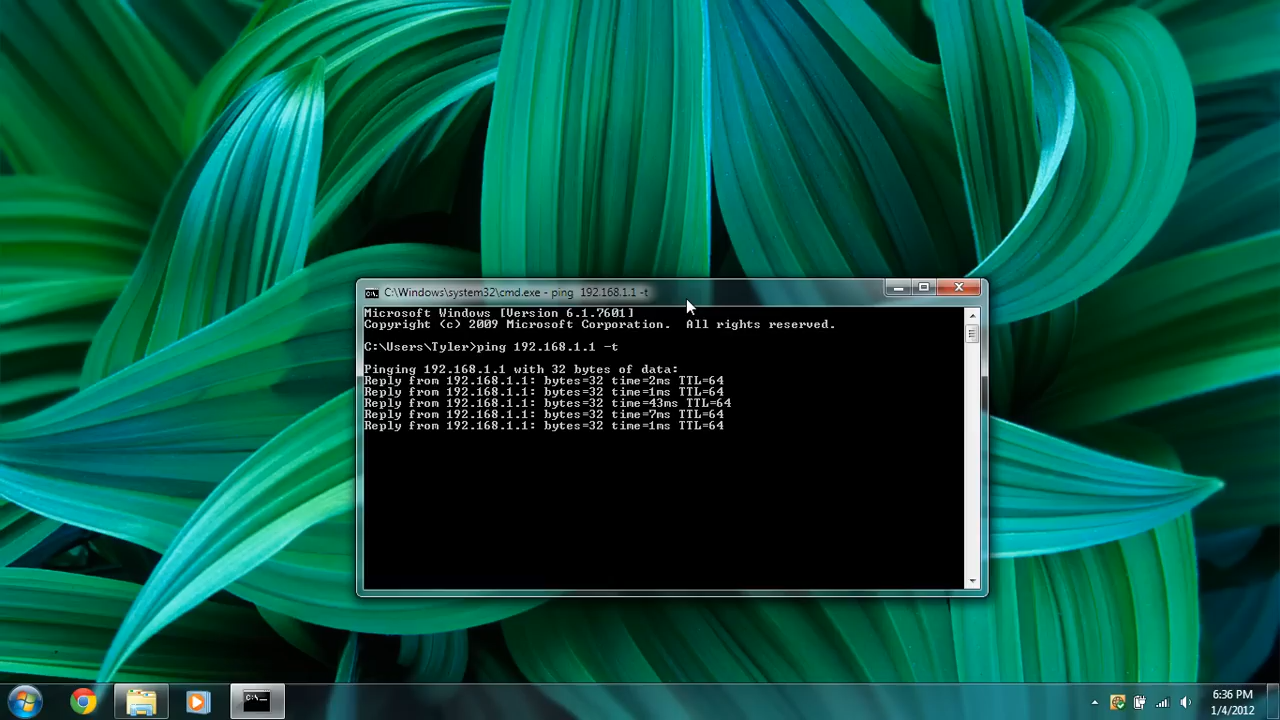 C:\Windows\system32\cmd.exe - ping  192.168.1.1 -t
Microsoft Windows [Version 6.1.7601]
Copyright (c) 2009 Microsoft Corporation.  All rights reserved.
C:\Users\Tyler>ping 192.168.1.1 -t
Pinging 192.168.1.1 with 32 bytes of data:
Reply from 192.168.1.1: bytes=32 time=2ms TTL=64
Reply from 192.168.1.1: bytes=32 time=1ms TTL=64
Reply from 192.168.1.1: bytes=32 time=43ms TTL=64
Reply from 192.168.1.1: bytes=32 time=7ms TTL=64
Reply from 192.168.1.1: bytes=32 time=1ms TTL=64
6:36 PM
1/4/2012